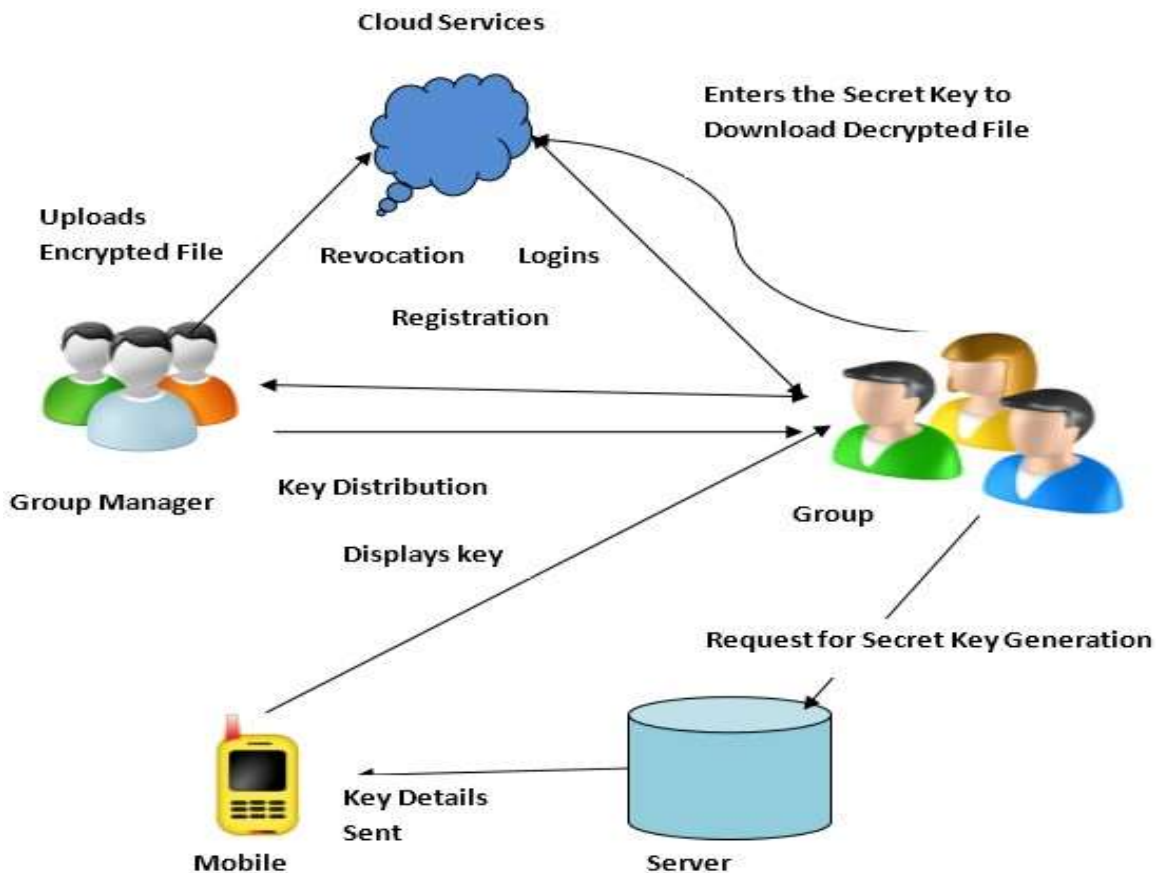 Cloud Services
Enters the Secret Key to
Download Decrypted File
Uploads
Encrypted File
Revocation
Logins
Registration
Group Manager
Key Distribution
Group
Displays key
Request for Secret Key Generation
Key Details
Sent
Mobile
Server